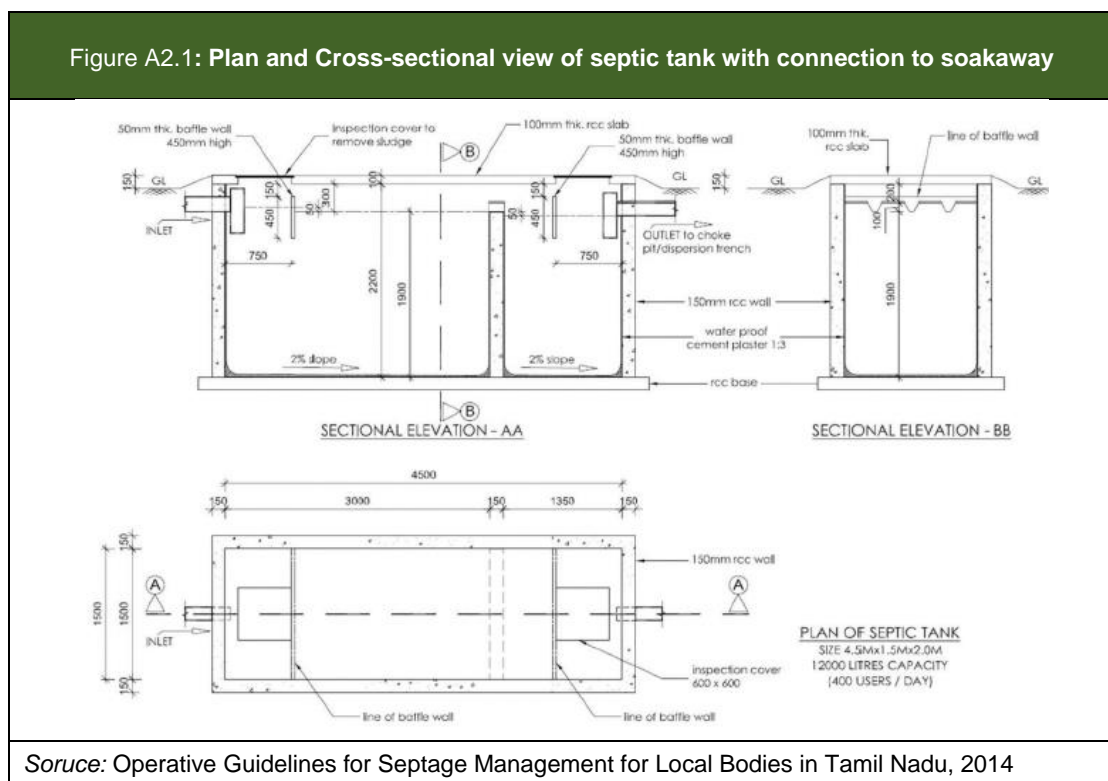 Figure A2.1: Plan and Cross-sectional view of septic tank with connection to soakaway
50mm thk. baffle wall
450mm high
Inspection cover to
remove sludge
B
100mm thk. rcc slab
50mm thk. baffle wall
450mm high
100mm thk.
rcc slab
line of baffle wall
150
GL
150
100
300
50
450
INLET
750
2200
1900
50
150
450
750
GL
OUTLET to choke
pit/dispersion trench
150
GL
200
100
1900
150mm rcc wall
water proof
cement plaster 1:3
2% slope
2% slope
rcc base
B
SECTIONAL ELEVATION - AA
SECTIONAL ELEVATION - BB
4500
150
3000
150
1350
150
150
1500
1500
150
A
INLET
A
150mm rcc wall
inspection cover
600 x 600
line of baffle wall
line of baffle wall
PLAN OF SEPTIC TANK
SIZE 4.5Mx1.5Mx2.0M
12000 LITRES CAPACITY
(400 USERS / DAY)
Soruce: Operative Guidelines for Septage Management for Local Bodies in Tamil Nadu, 2014